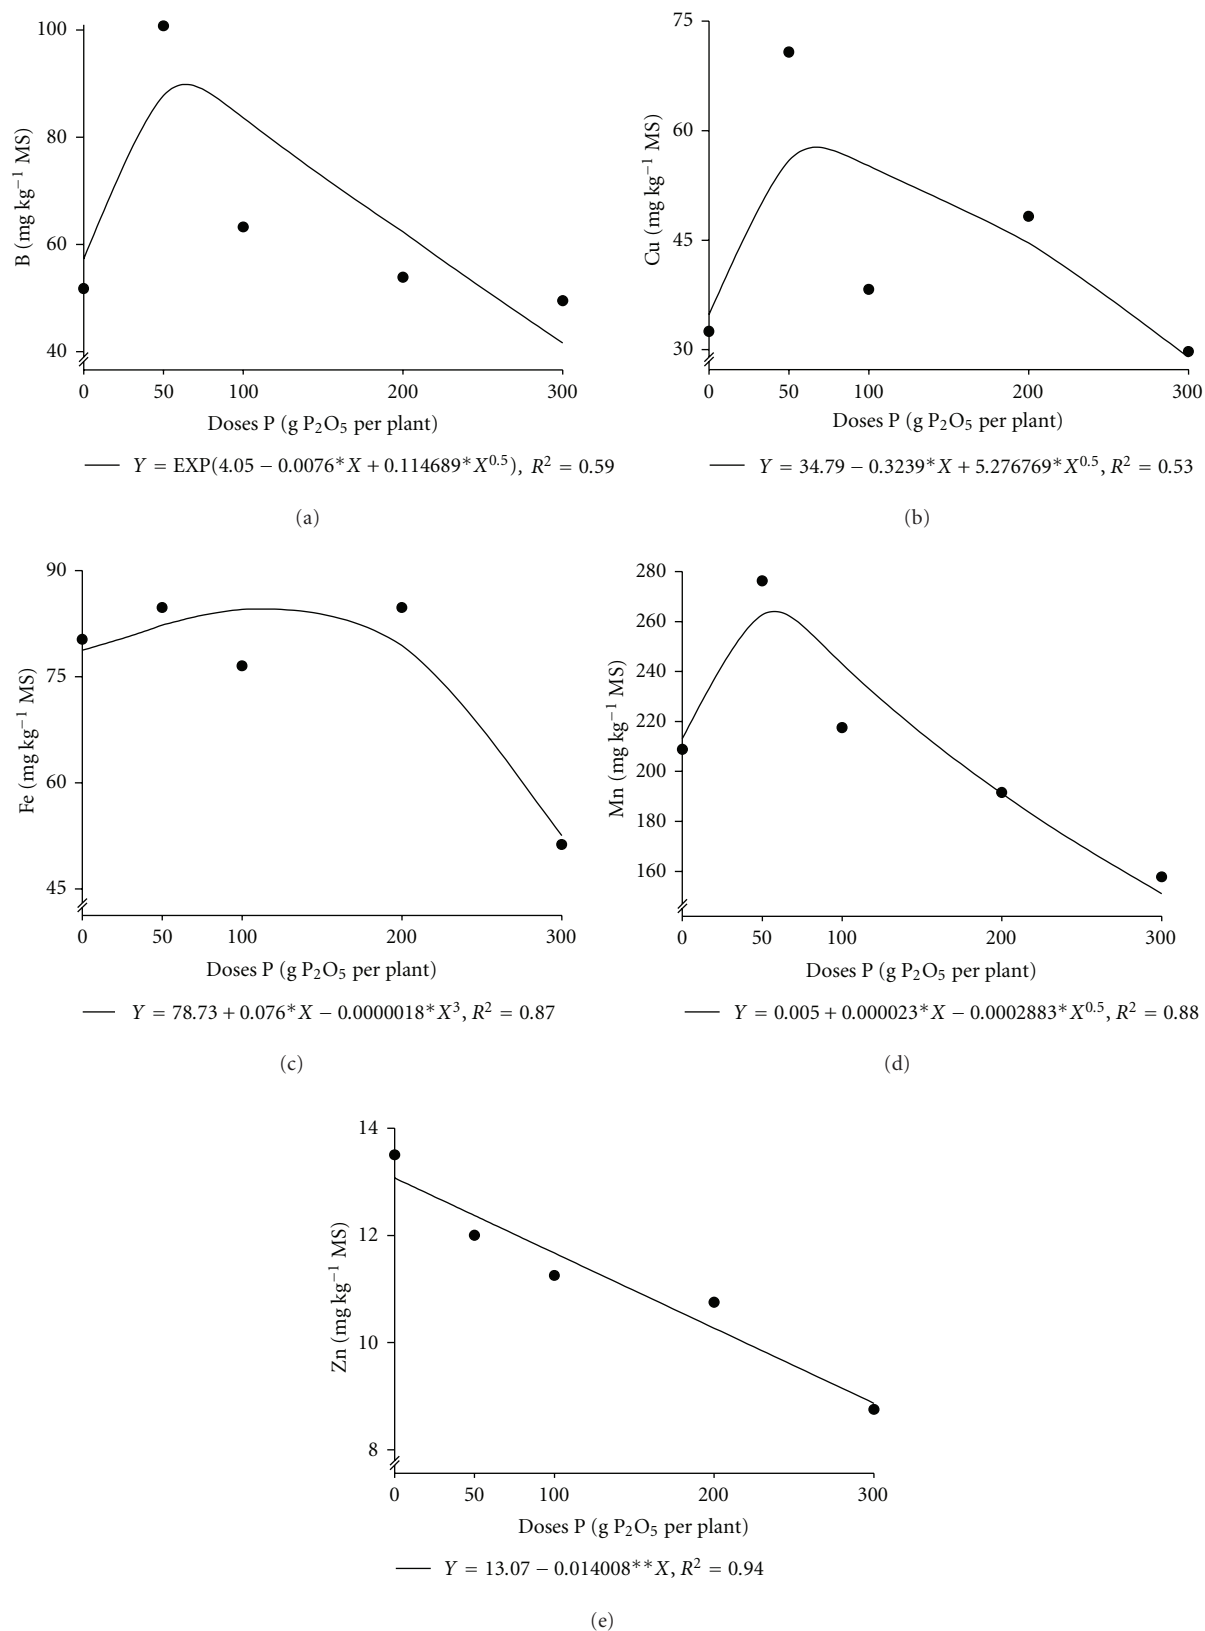 100
80
60
40
B (mg kg⁻¹ MS)
0 50 100 200 300
Doses P (g P₂O₅ per plant)
Y = EXP(4.05 − 0.0076*X + 0.114689*X⁰·⁵), R² = 0.59
(a)
75
60
45
30
Cu (mg kg⁻¹ MS)
0 50 100 200 300
Doses P (g P₂O₅ per plant)
Y = 34.79 − 0.3239*X + 5.276769*X⁰·⁵, R² = 0.53
(b)
90
75
60
45
Fe (mg kg⁻¹ MS)
0 50 100 200 300
Doses P (g P₂O₅ per plant)
Y = 78.73 + 0.076*X − 0.0000018*X³, R² = 0.87
(c)
280
260
240
220
200
180
160
Mn (mg kg⁻¹ MS)
0 50 100 200 300
Doses P (g P₂O₅ per plant)
Y = 0.005 + 0.000023*X − 0.0002883*X⁰·⁵, R² = 0.88
(d)
14
12
10
8
Zn (mg kg⁻¹ MS)
0 50 100 200 300
Doses P (g P₂O₅ per plant)
Y = 13.07 − 0.014008**X, R² = 0.94
(e)